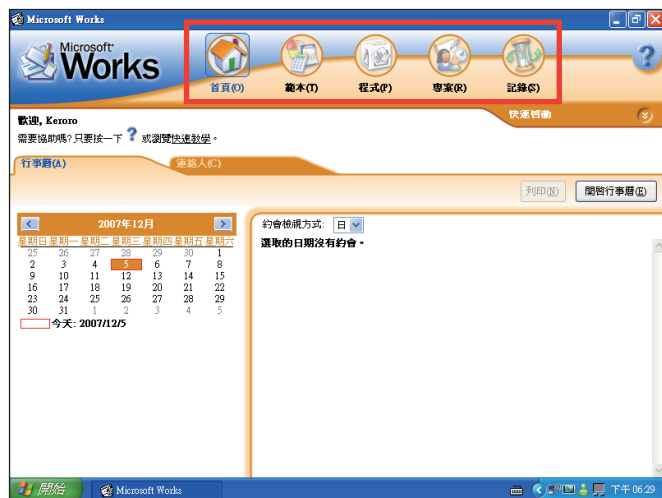 Microsoft Works
Microsoft®
Works
首頁(O) 範本(T) 程式(P) 專案(R) 記錄(S)
?
歡迎, Keroro
快速啟動
需要協助嗎? 只要按一下 ? 或瀏覽快速教學。
行事曆(A) 連絡人(C)
列印(N) 開啟行事曆(E)
2007年12月
約會檢視方式: 日
星期日 星期一 星期二 星期三 星期四 星期五 星期六
選取的日期沒有約會。
25 26 27 28 29 30 1
2 3 4 5 6 7 8
9 10 11 12 13 14 15
16 17 18 19 20 21 22
23 24 25 26 27 28 29
30 31 1 2 3 4 5
今天: 2007/12/5
開始 Microsoft Works 下午 06:29